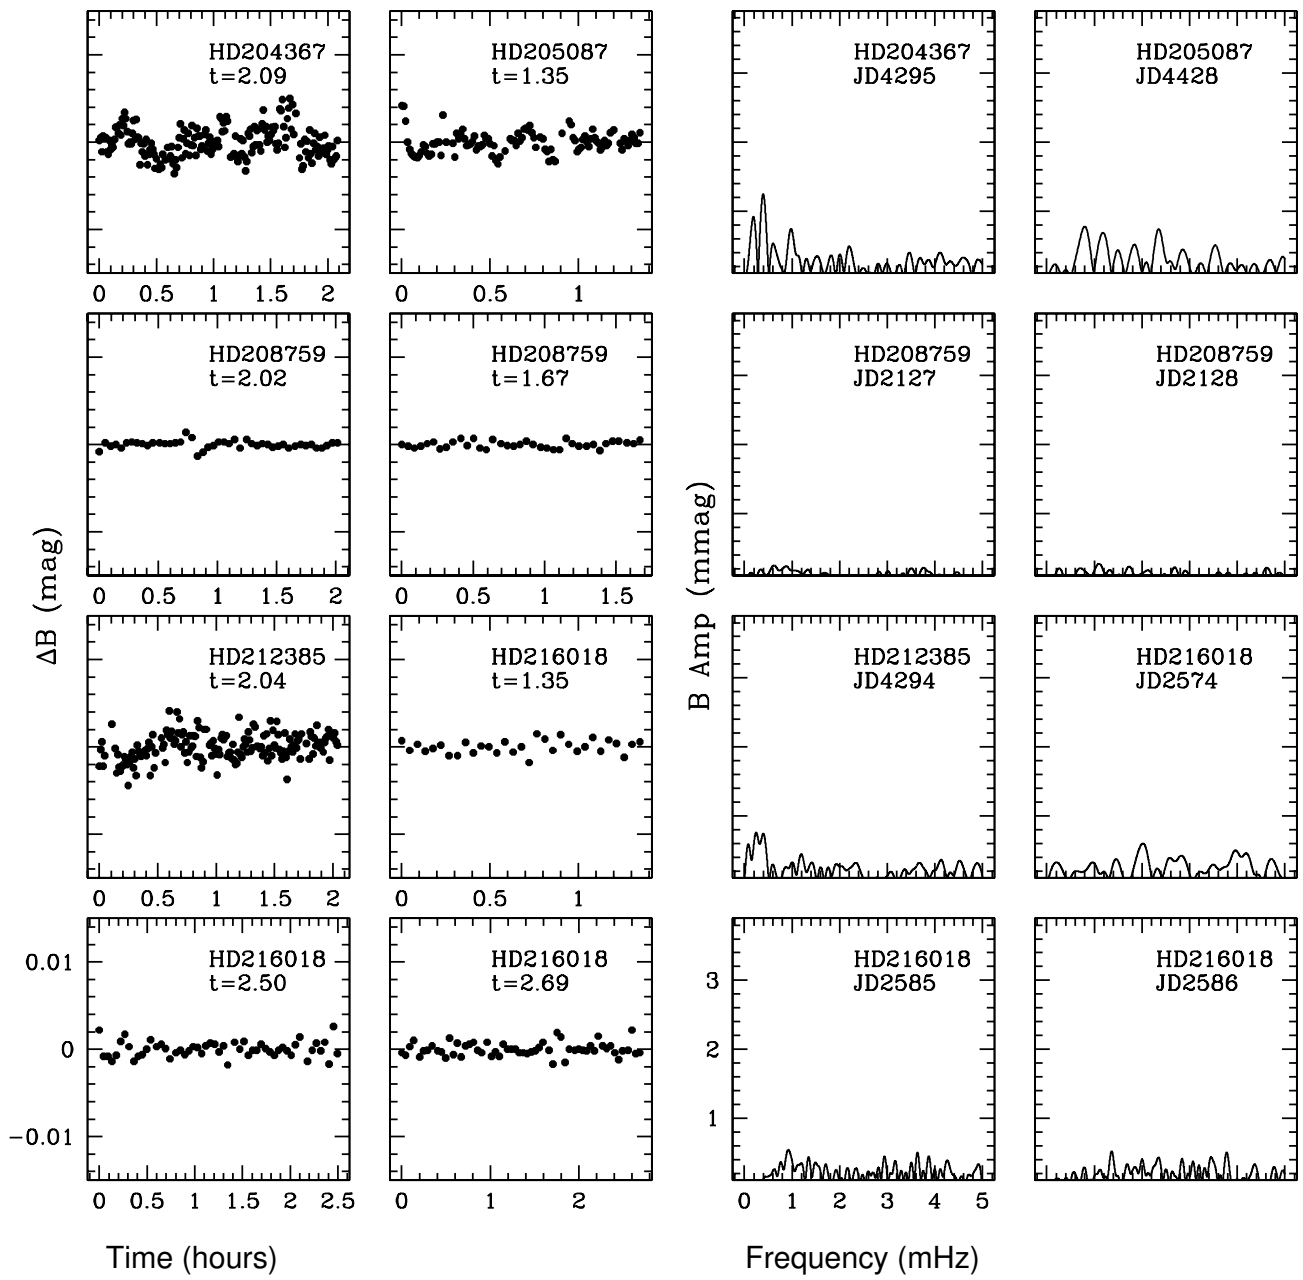 HD204367
t=2.09
HD205087
t=1.35
HD204367
JD4295
HD205087
JD4428
0 0.5 1 1.5 2
0 0.5 1
HD208759
t=2.02
HD208759
t=1.67
HD208759
JD2127
HD208759
JD2128
0 0.5 1 1.5 2
0 0.5 1 1.5
ΔB (mag)
B Amp (mmag)
HD212385
t=2.04
HD216018
t=1.35
HD212385
JD4294
HD216018
JD2574
0 0.5 1 1.5 2
0 0.5 1
HD216018
t=2.50
HD216018
t=2.69
HD216018
JD2585
HD216018
JD2586
0.01
0
−0.01
3
2
1
0 0.5 1 1.5 2 2.5
0 1 2
0 1 2 3 4 5
Time (hours)
Frequency (mHz)